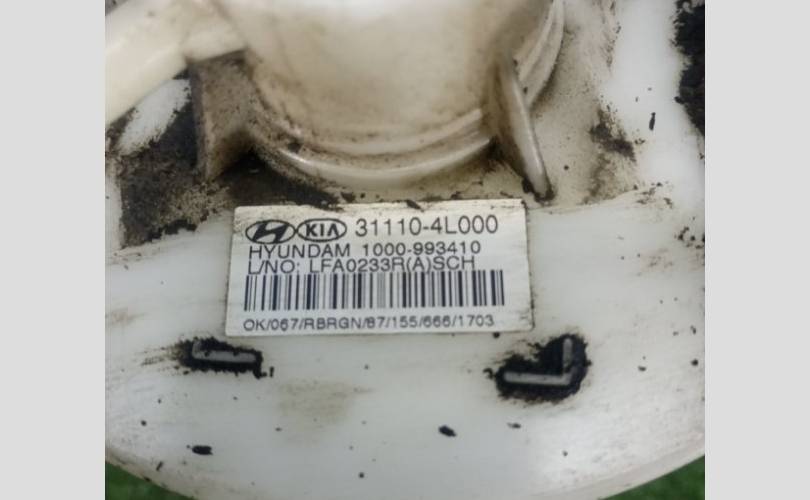 KIA 31110-4L000
HYUNDAM 1000-993410
L/NO: LFA0233R(A)SCH
OK/067/RBRGN/87/155/666/1703